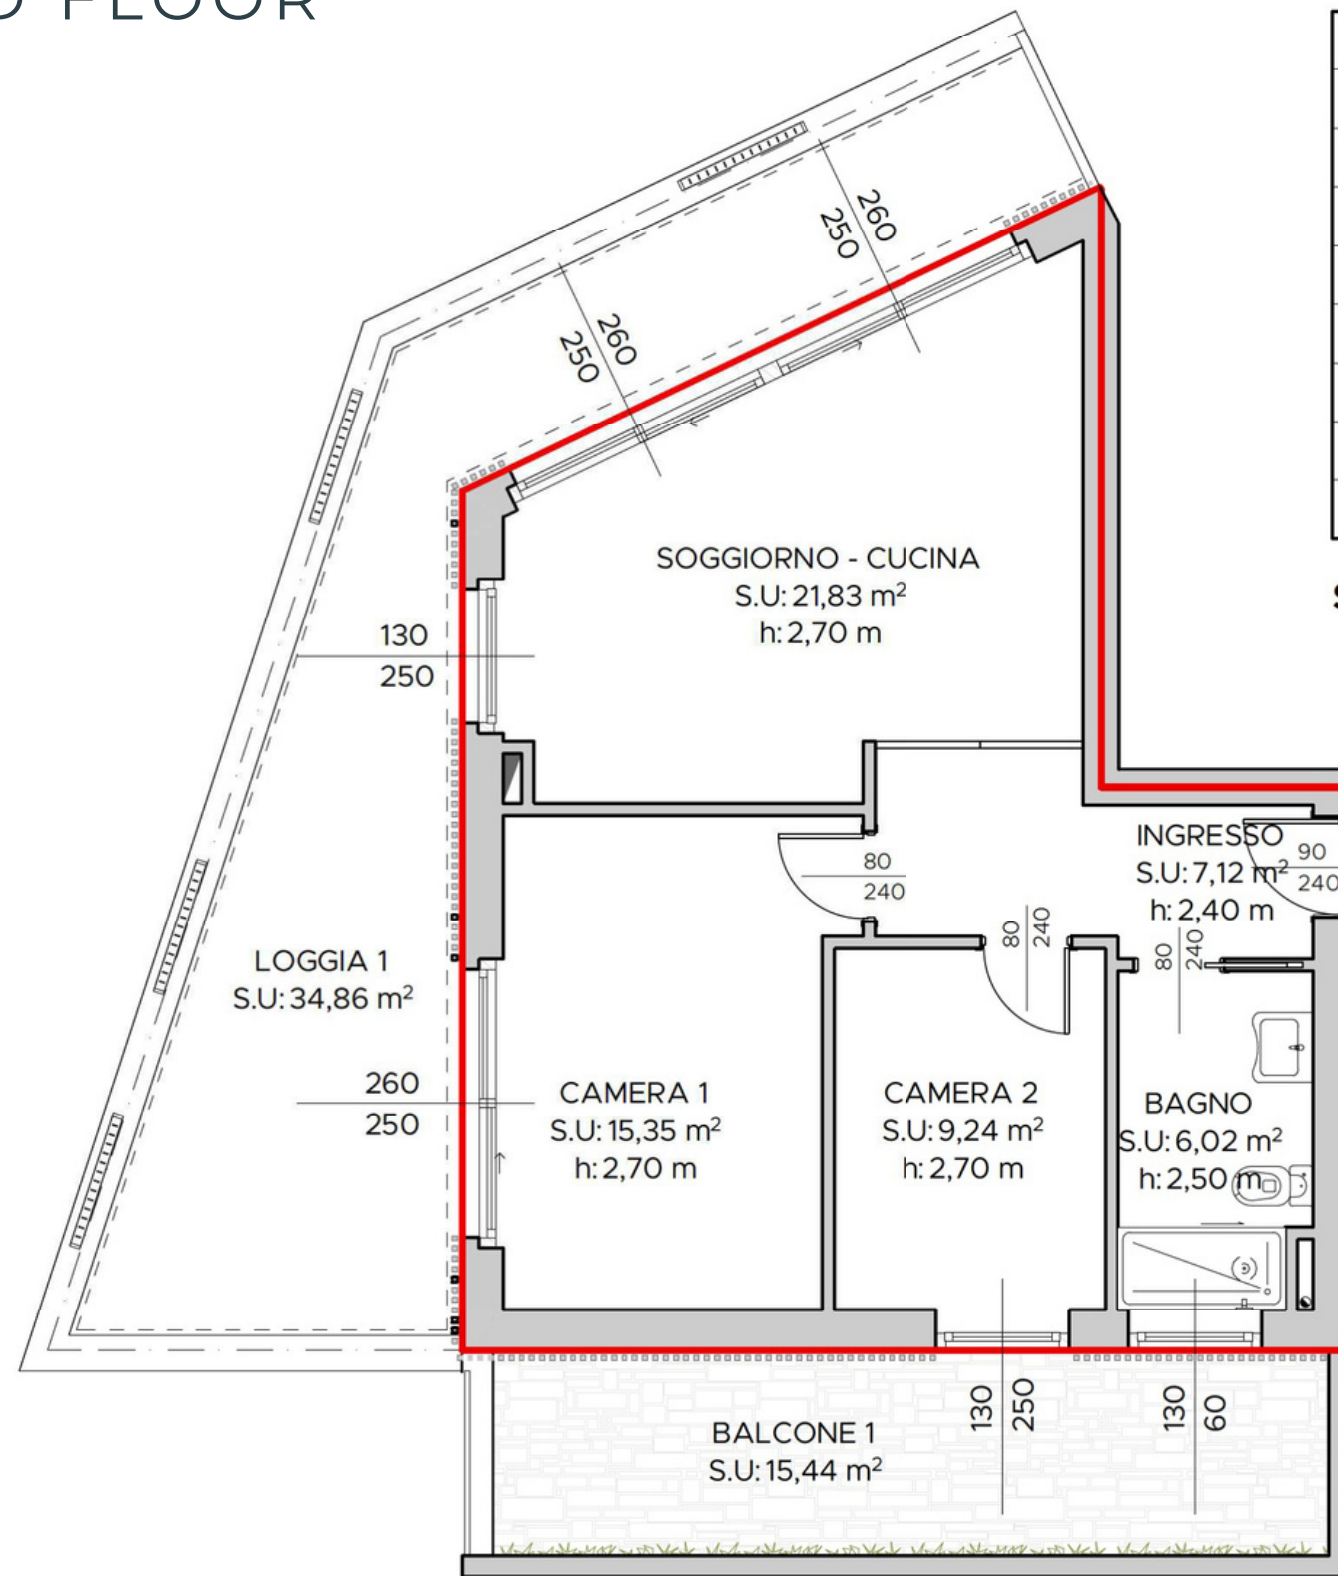 FLOOR
260
250
260
250
SOGGIORNO - CUCINA
S.U: 21,83 m²
h: 2,70 m
130
250
INGRESSO
S.U: 7,12 m²
h: 2,40 m
90
240
80
240
80
240
80
240
LOGGIA 1
S.U: 34,86 m²
260
250
CAMERA 1
S.U: 15,35 m²
h: 2,70 m
CAMERA 2
S.U: 9,24 m²
h: 2,70 m
BAGNO
S.U: 6,02 m²
h: 2,50 m
130
250
130
60
BALCONE 1
S.U: 15,44 m²